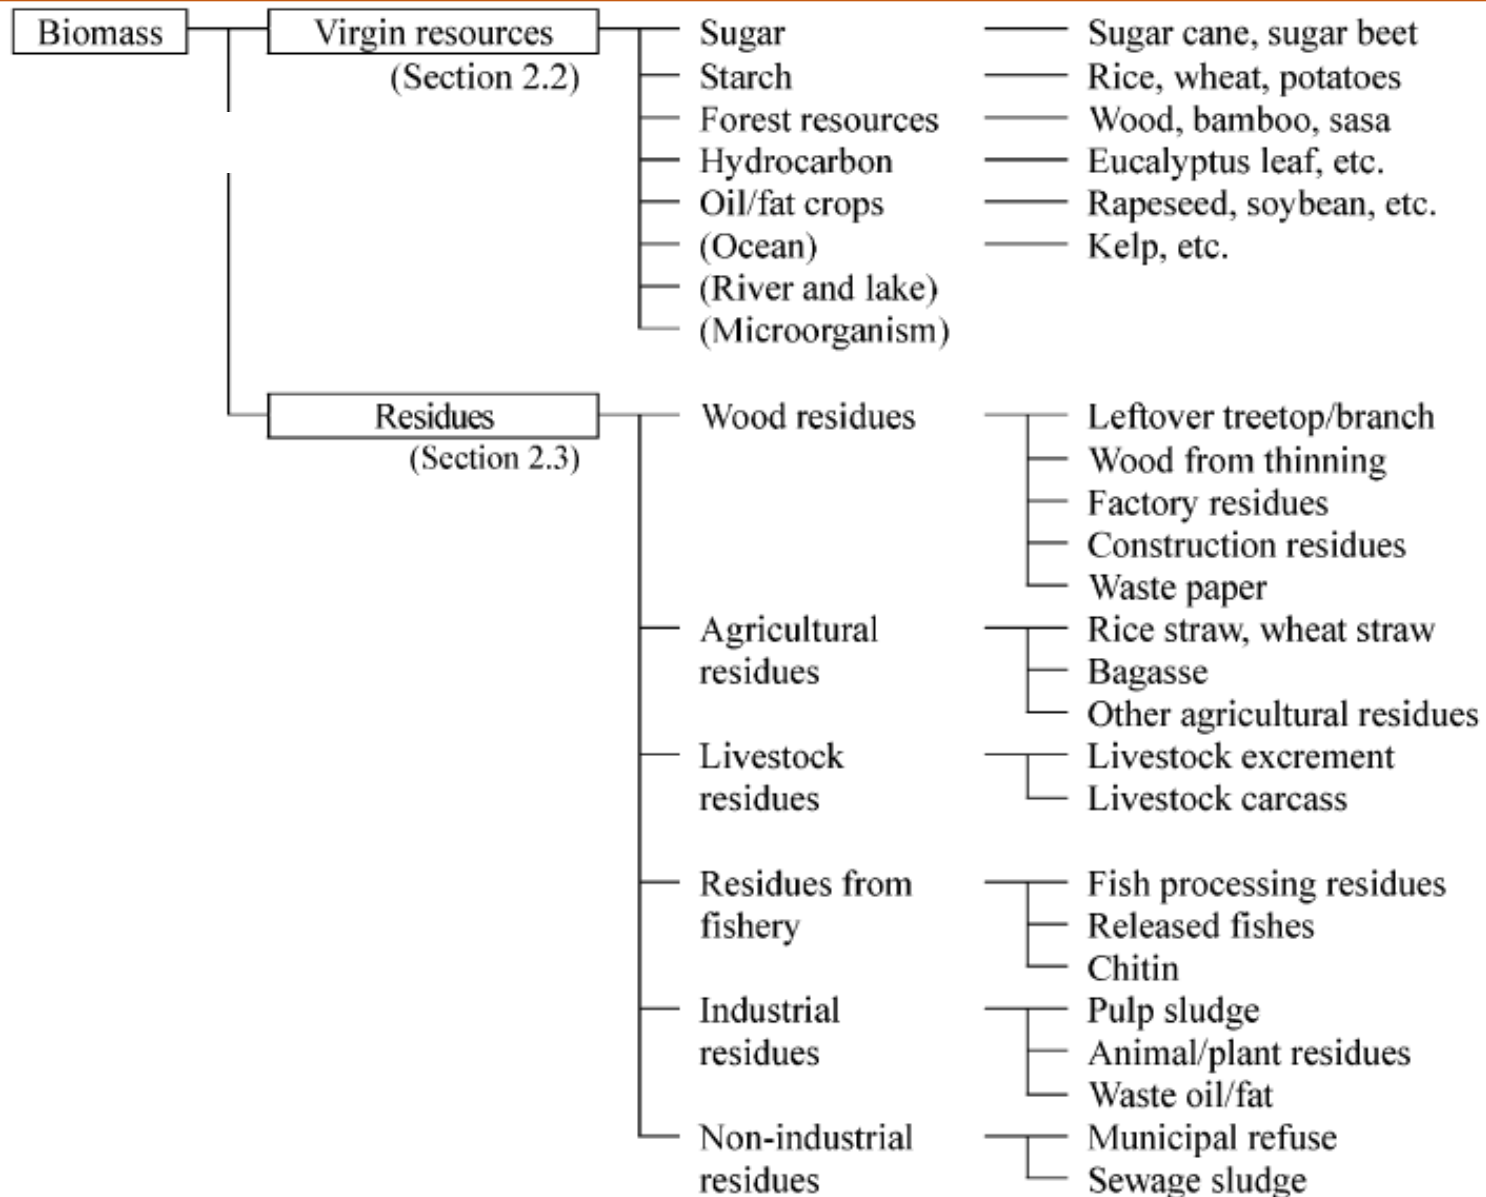 Biomass Virgin resources Sugar Sugar cane, sugar beet
(Section 2.2) Starch Rice, wheat, potatoes
Forest resources Wood, bamboo, sasa
Hydrocarbon Eucalyptus leaf, etc.
Oil/fat crops Rapeseed, soybean, etc.
(Ocean) Kelp, etc.
(River and lake)
(Microorganism)
Residues Wood residues Leftover treetop/branch
(Section 2.3) Wood from thinning
Factory residues
Construction residues
Waste paper
Agricultural Rice straw, wheat straw
residues Bagasse
Other agricultural residues
Livestock Livestock excrement
residues Livestock carcass
Residues from Fish processing residues
fishery Released fishes
Chitin
Industrial Pulp sludge
residues Animal/plant residues
Waste oil/fat
Non-industrial Municipal refuse
residues Sewage sludge